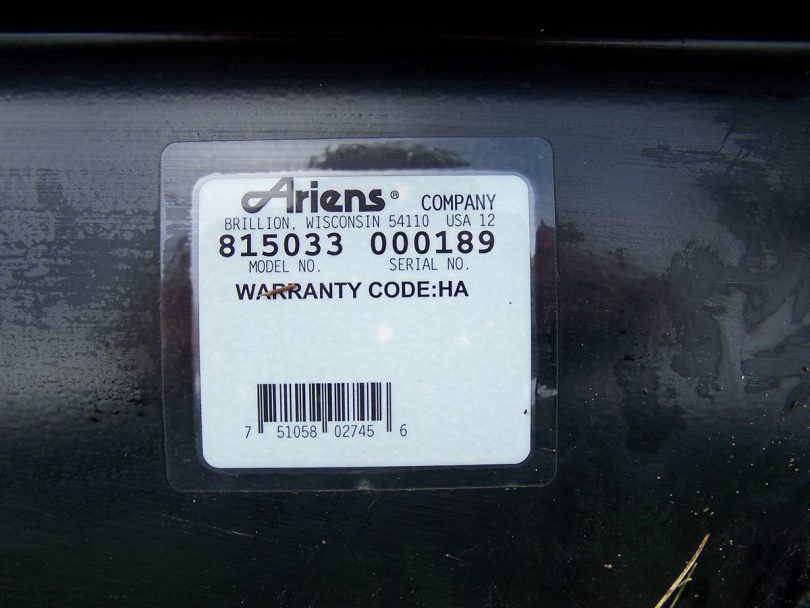 Ariens® COMPANY
BRILLION, WISCONSIN 54110 USA 12
815033 000189
MODEL NO. SERIAL NO.
WARRANTY CODE:HA
7 51058 02745 6